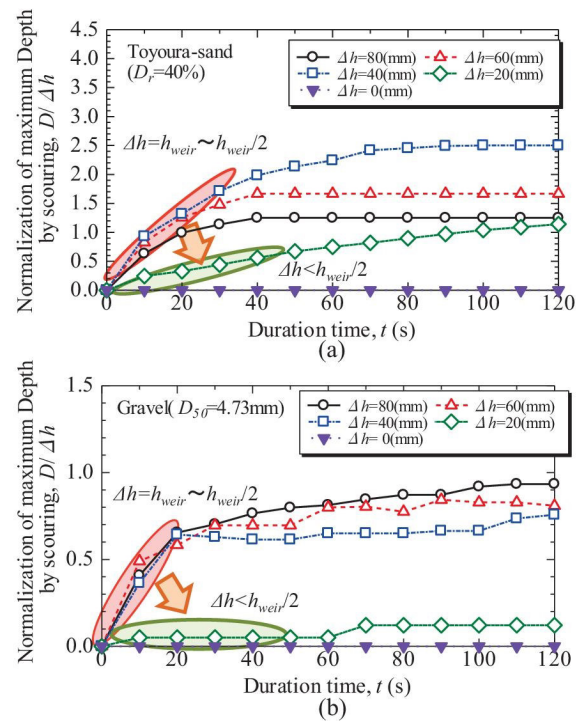 (a)
4.5
4.0
3.5
3.0
2.5
2.0
1.5
1.0
0.5
0.0
Normalization of maximum Depth
by scouring, D/Δh
Toyoura-sand
(Dr=40%)
Δh=80(mm) Δh=60(mm)
Δh=40(mm) Δh=20(mm)
Δh= 0(mm)
Δh=hweir～hweir/2
Δh<hweir/2
0 20 40 60 80 100 120
Duration time, t (s)
(a)
1.5
1.0
0.5
0.0
Normalization of maximum Depth
by scouring, D/Δh
Gravel( D50=4.73mm)
Δh=80(mm) Δh=60(mm)
Δh=40(mm) Δh=20(mm)
Δh= 0(mm)
Δh=hweir～hweir/2
Δh<hweir/2
0 20 40 60 80 100 120
Duration time, t (s)
(b)